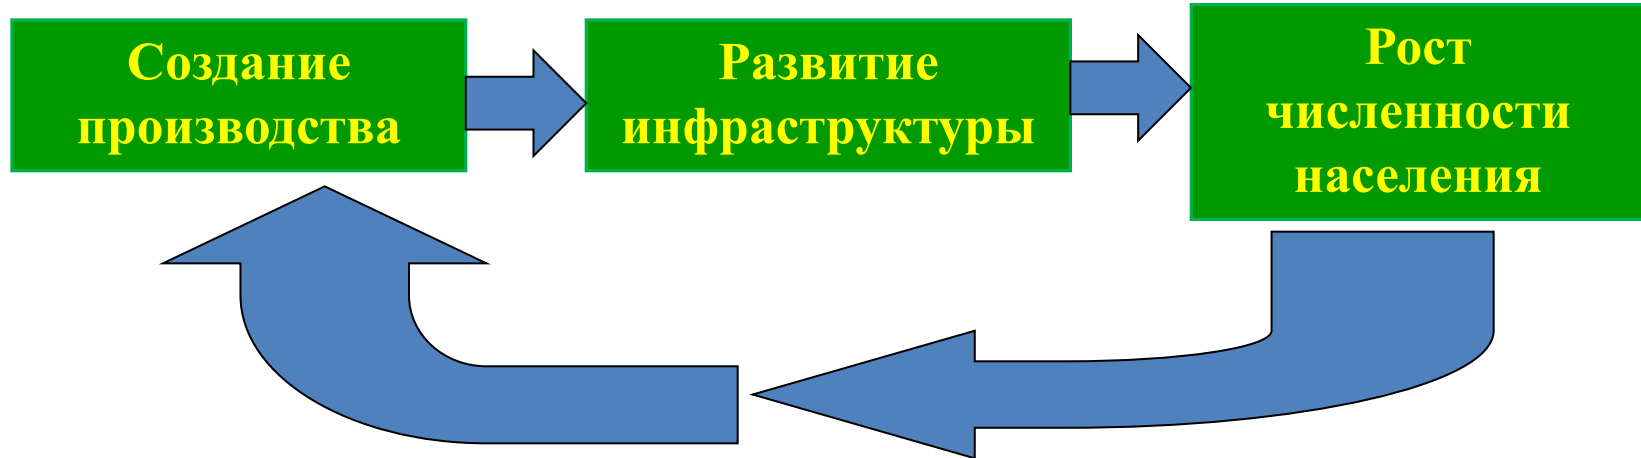 Создание
производства
Развитие
инфраструктуры
Рост
численности
населения